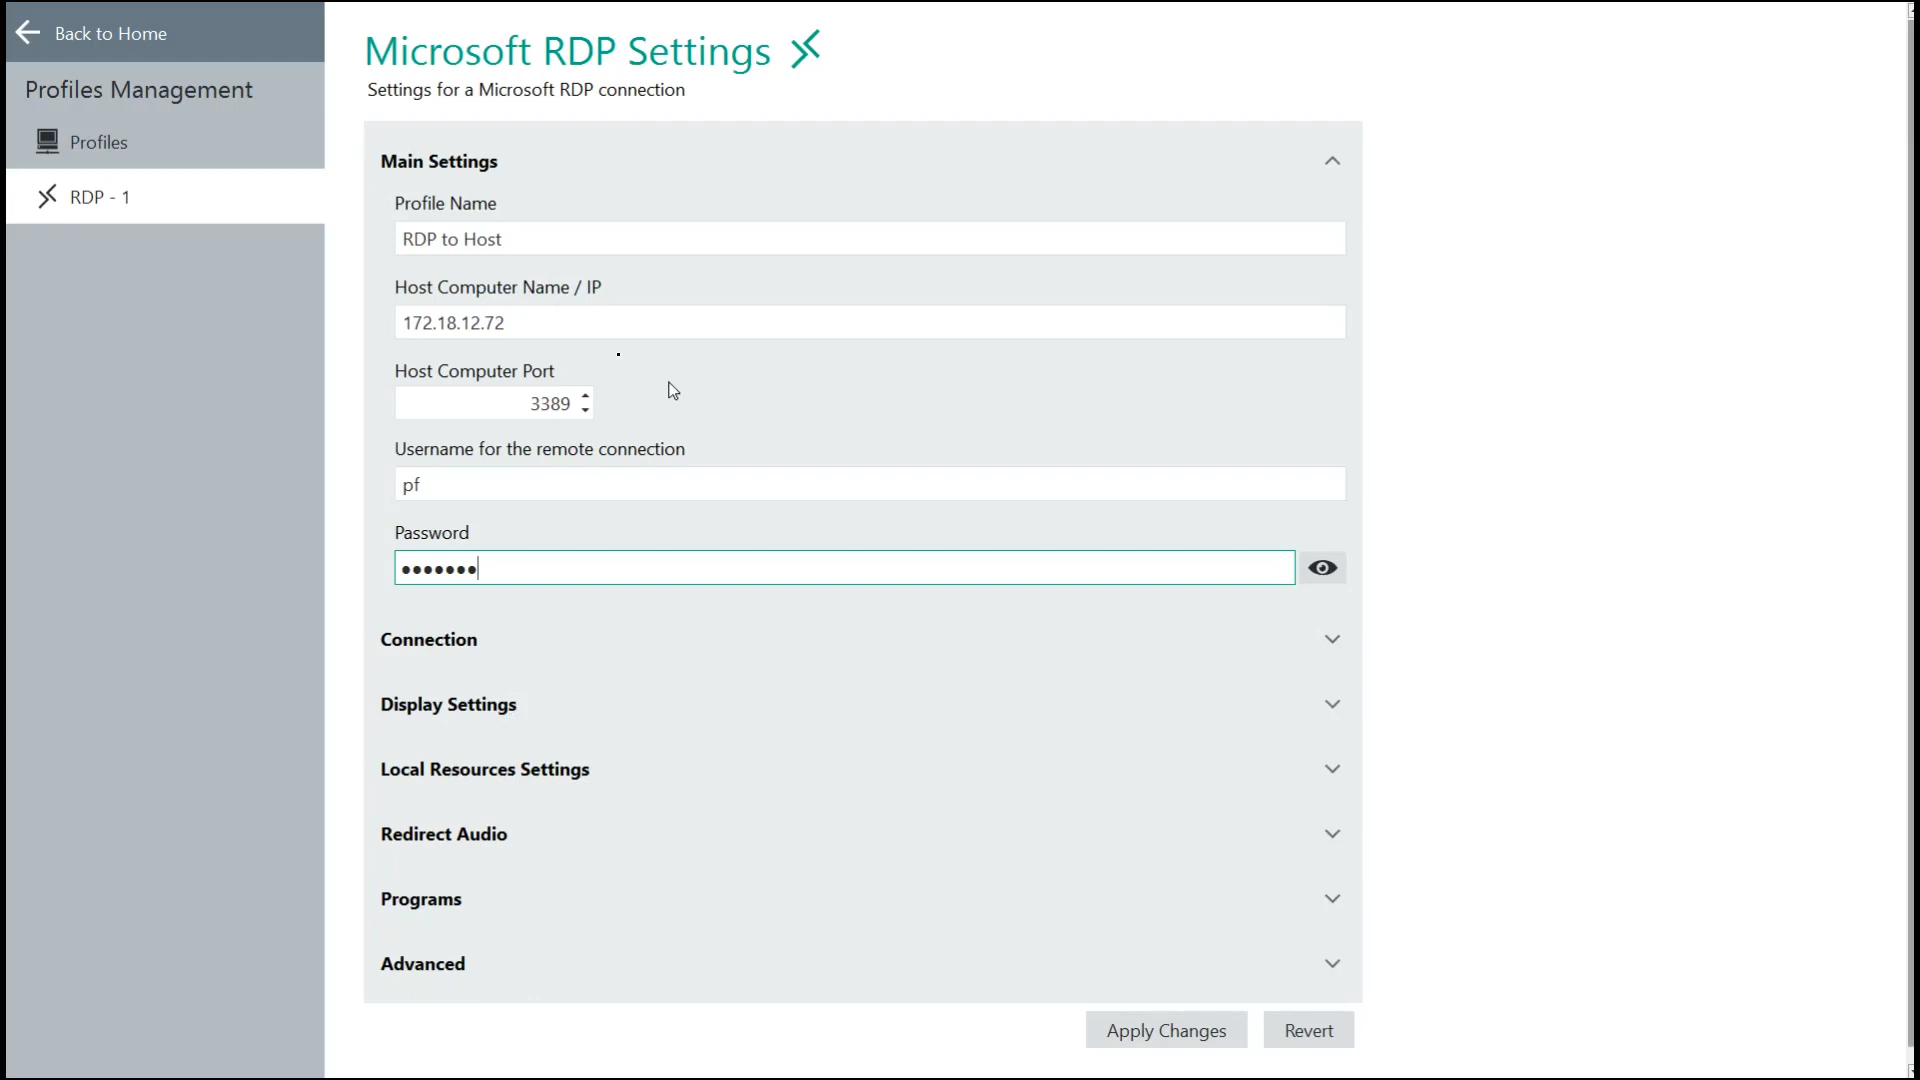 Back to Home
Profiles Management
Profiles
RDP - 1
Microsoft RDP Settings
Settings for a Microsoft RDP connection
Main Settings
Profile Name
RDP to Host
Host Computer Name / IP
172.18.12.72
Host Computer Port
3389
Username for the remote connection
pf
Password
●●●●●●●
Connection
Display Settings
Local Resources Settings
Redirect Audio
Programs
Advanced
Apply Changes
Revert